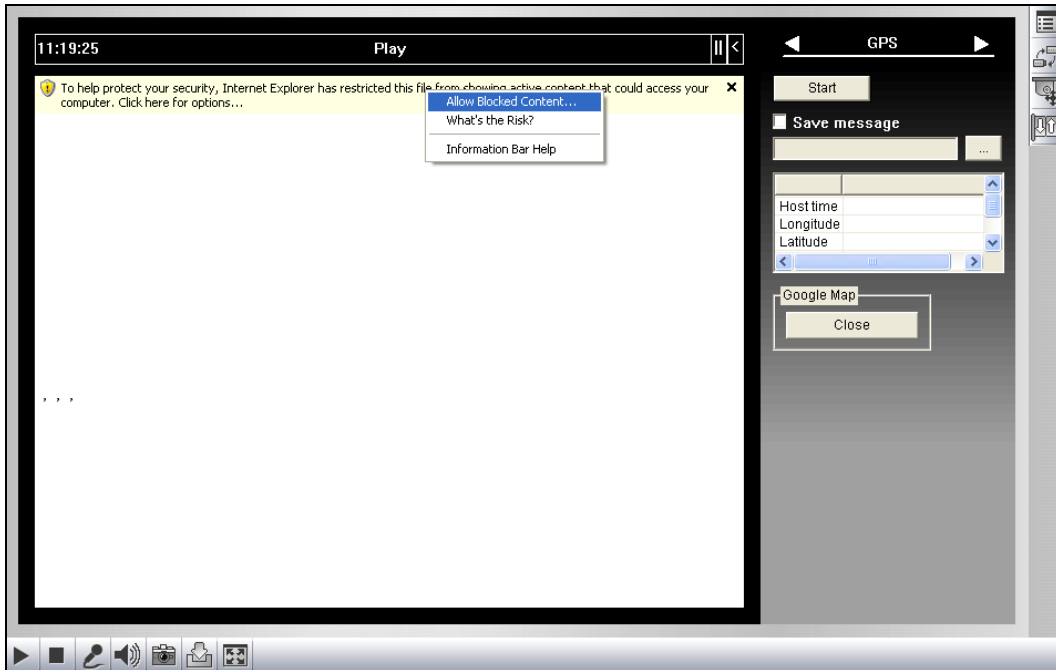 11:19:25 Play || <
GPS
To help protect your security, Internet Explorer has restricted this file from showing active content that could access your
computer. Click here for options...
Allow Blocked Content...
What's the Risk?
Information Bar Help
Start
Save message
...
Host time
Longitude
Latitude
Google Map
Close
, , ,